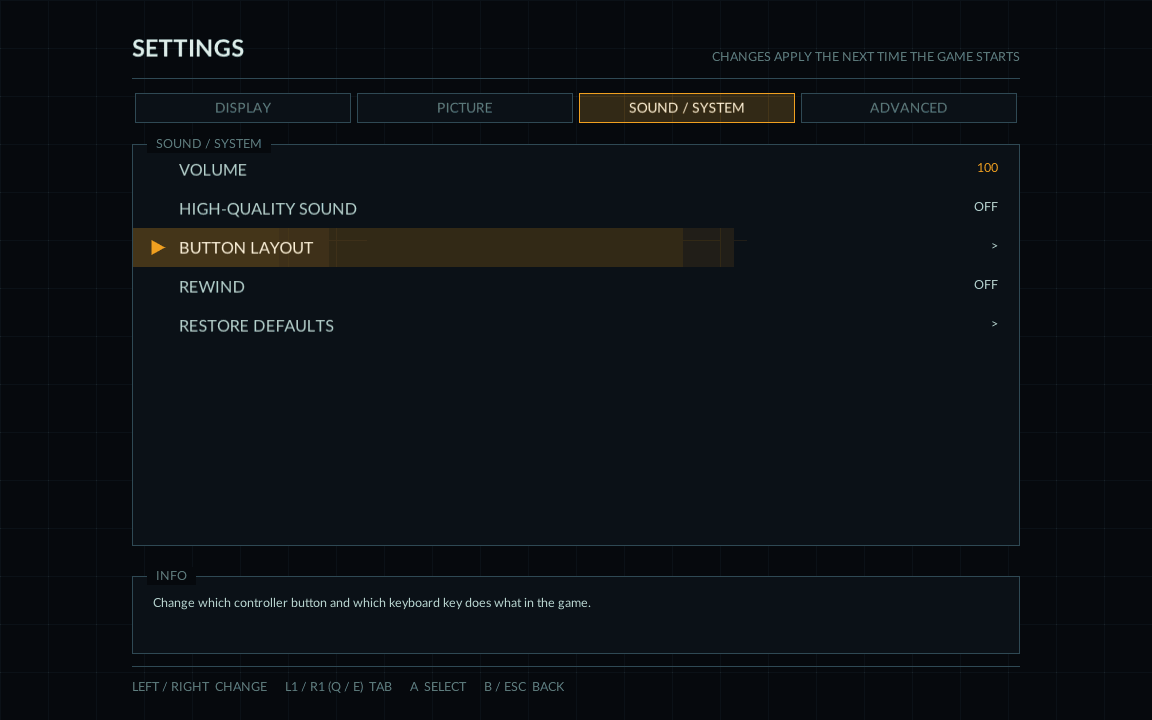 SETTINGS
CHANGES APPLY THE NEXT TIME THE GAME STARTS
DISPLAY PICTURE SOUND / SYSTEM ADVANCED
SOUND / SYSTEM
VOLUME 100
HIGH-QUALITY SOUND OFF
BUTTON LAYOUT >
REWIND OFF
RESTORE DEFAULTS >
INFO
Change which controller button and which keyboard key does what in the game.
LEFT / RIGHT CHANGE L1 / R1 (Q / E) TAB A SELECT B / ESC BACK